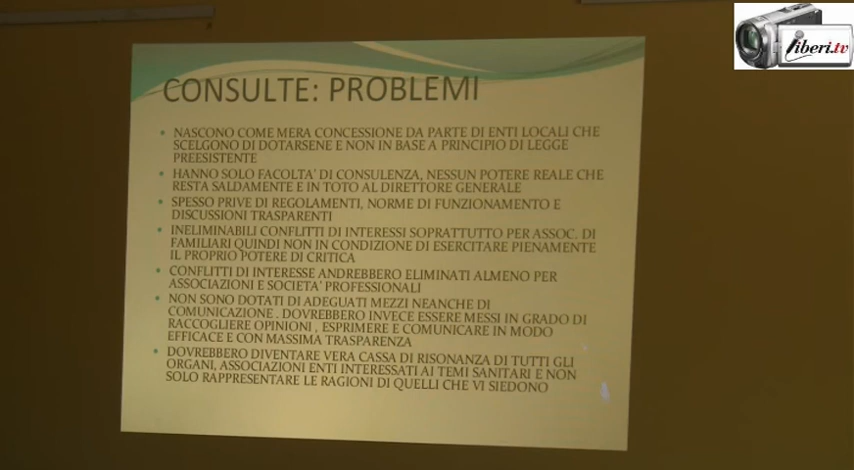 liberi.tv
CONSULTE: PROBLEMI
• NASCONO COME MERA CONCESSIONE DA PARTE DI ENTI LOCALI CHE
SCELGONO DI DOTARSENE E NON IN BASE A PRINCIPIO DI LEGGE
PREESISTENTE
• HANNO SOLO FACOLTA' DI CONSULENZA, NESSUN POTERE REALE CHE
RESTA SALDAMENTE E IN TOTO AL DIRETTORE GENERALE
• SPESSO PRIVE DI REGOLAMENTI, NORME DI FUNZIONAMENTO E
DISCUSSIONI TRASPARENTI
• INELIMINABILI CONFLITTI DI INTERESSI SOPRATTUTTO PER ASSOC. DI
FAMILIARI QUINDI NON IN CONDIZIONE DI ESERCITARE PIENAMENTE
IL PROPRIO POTERE DI CRITICA
• CONFLITTI DI INTERESSE ANDREBBERO ELIMINATI ALMENO PER
ASSOCIAZIONI E SOCIETA' PROFESSIONALI
• NON SONO DOTATI DI ADEGUATI MEZZI NEANCHE DI
COMUNICAZIONE . DOVREBBERO INVECE ESSERE MESSI IN GRADO DI
RACCOGLIERE OPINIONI , ESPRIMERE E COMUNICARE IN MODO
EFFICACE E CON MASSIMA TRASPARENZA
• DOVREBBERO DIVENTARE VERA CASSA DI RISONANZA DI TUTTI GLI
ORGANI, ASSOCIAZIONI ENTI INTERESSATI AI TEMI SANITARI E NON
SOLO RAPPRESENTARE LE RAGIONI DI QUELLI CHE VI SIEDONO